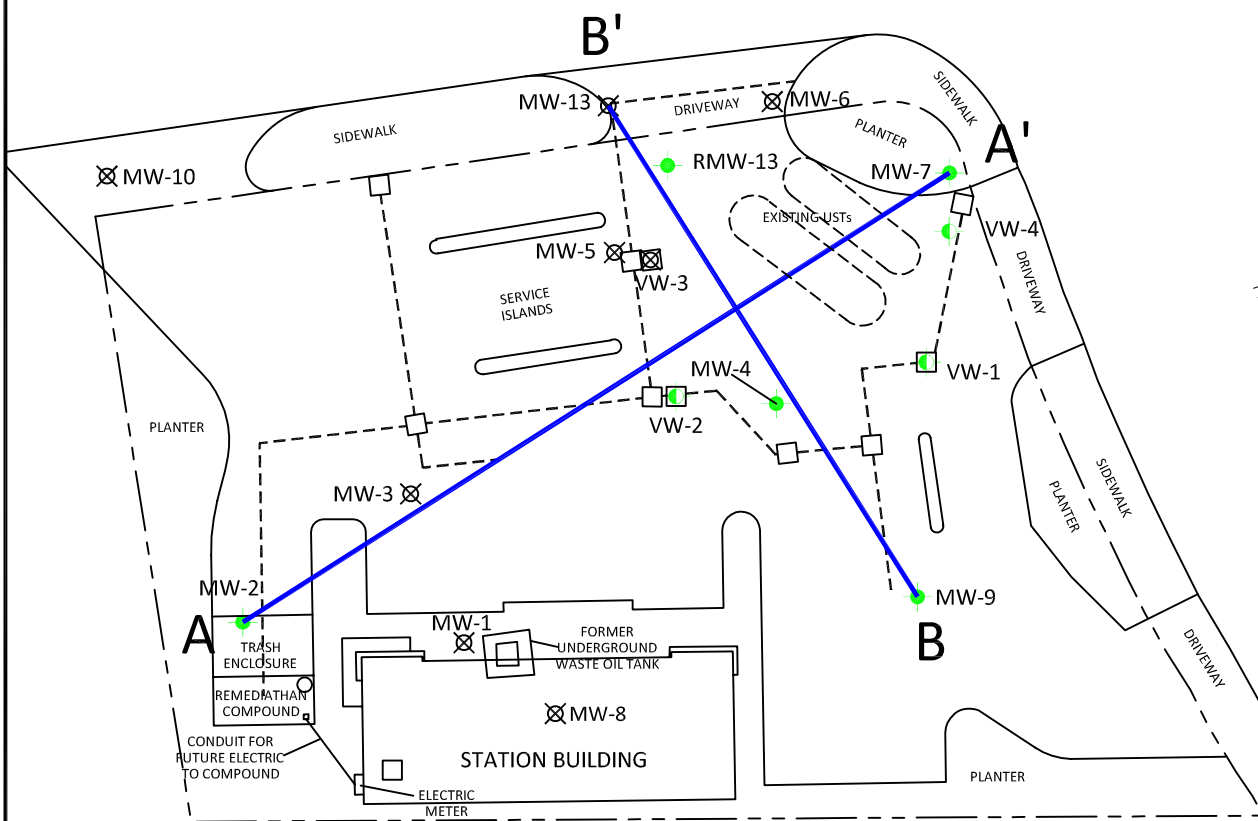 B'
MW-13
DRIVEWAY
MW-6
SIDEWALK
SIDEWALK
PLANTER
A'
MW-10
RMW-13
MW-7
EXISTING USTs
VW-4
MW-5
VW-3
DRIVEWAY
SERVICE
ISLANDS
MW-4
VW-1
PLANTER
VW-2
SIDEWALK
PLANTER
MW-3
MW-2
MW-9
A
MW-1
FORMER
UNDERGROUND
WASTE OIL TANK
B
TRASH
ENCLOSURE
DRIVEWAY
REMEDIATHAN
COMPOUND
MW-8
CONDUIT FOR
FUTURE ELECTRIC
TO COMPOUND
STATION BUILDING
PLANTER
ELECTRIC
METER